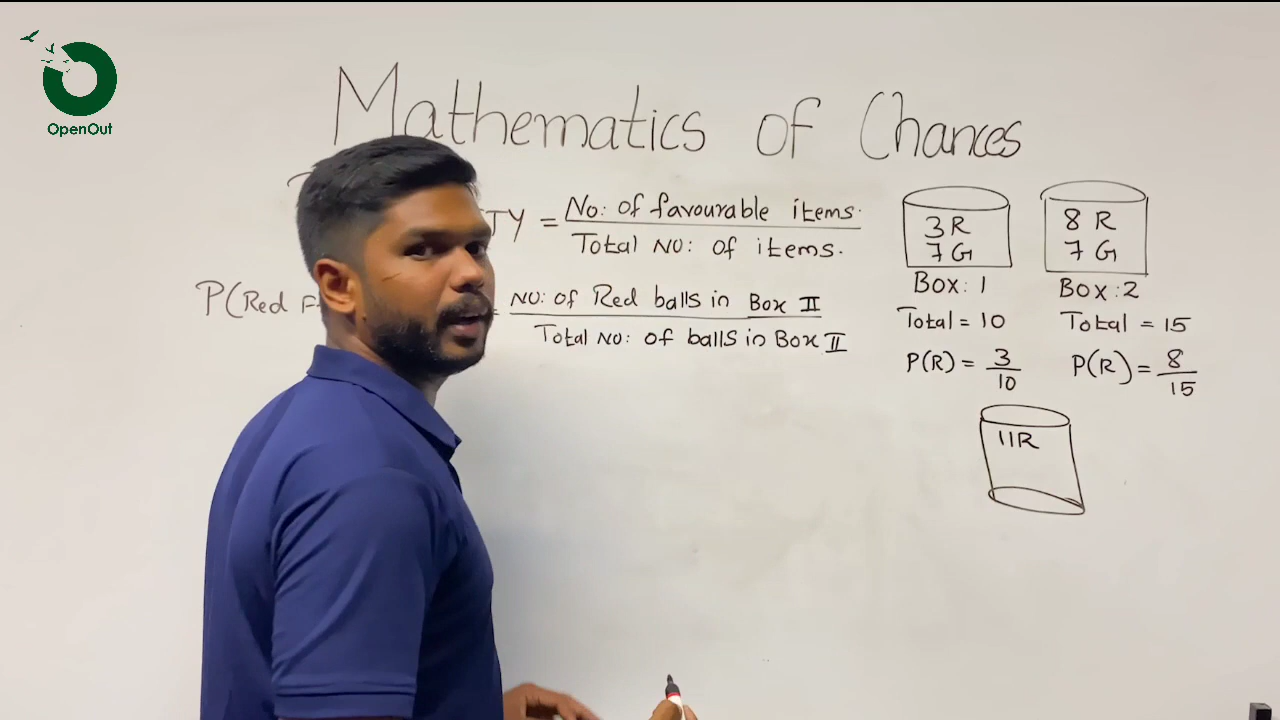 OpenOut
Mathematics of Chances
TY = No: of favourable items.
Total No: of items.
P(Red = No: of Red balls in Box II
Total No: of balls in Box II
3R
7G
Box: 1
Total = 10
P(R) = 3/10
8 R
7 G
Box: 2
Total = 15
P(R) = 8/15
11R